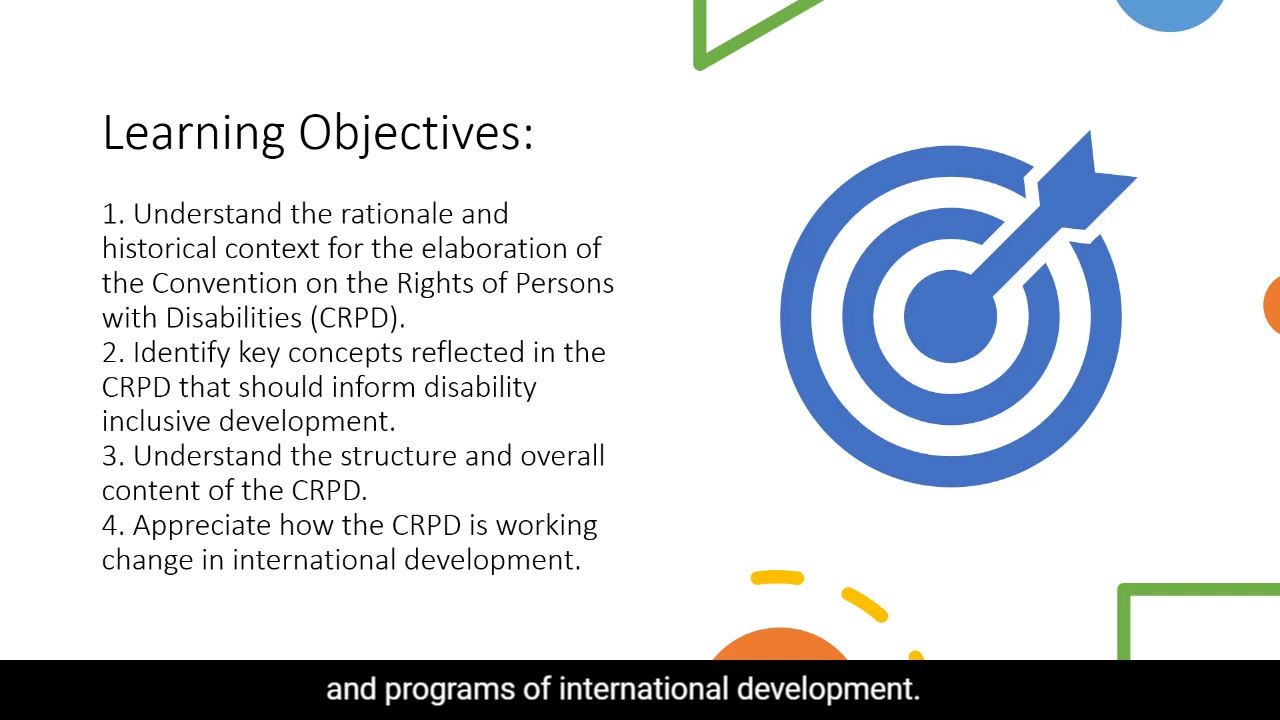 Learning Objectives:
1. Understand the rationale and
historical context for the elaboration of
the Convention on the Rights of Persons
with Disabilities (CRPD).
2. Identify key concepts reflected in the
CRPD that should inform disability
inclusive development.
3. Understand the structure and overall
content of the CRPD.
4. Appreciate how the CRPD is working
change in international development.
and programs of international development.